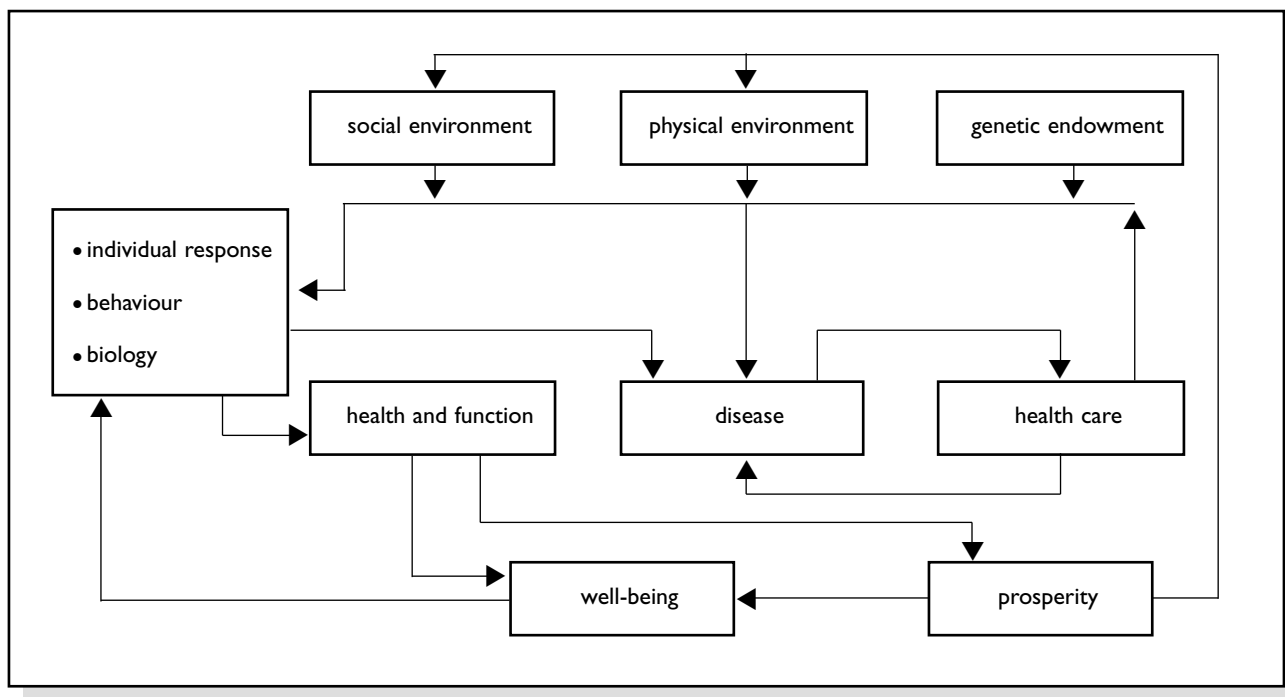 social environment
physical environment
genetic endowment
• individual response
• behaviour
• biology
health and function
disease
health care
well-being
prosperity